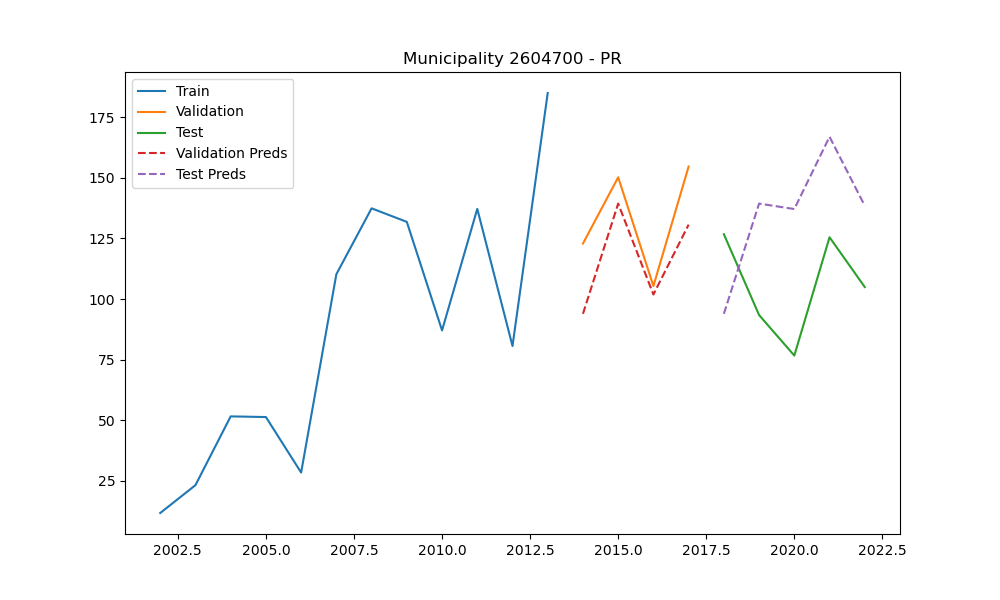 Municipality 2604700 - PR
Train
Validation
Test
Validation Preds
Test Preds
175
150
125
100
75
50
25
2002.5 2005.0 2007.5 2010.0 2012.5 2015.0 2017.5 2020.0 2022.5